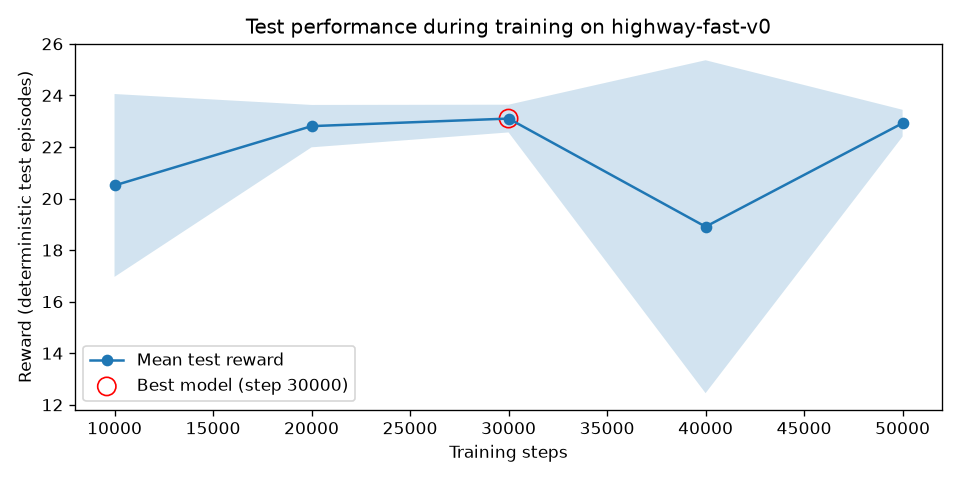 Test performance during training on highway-fast-v0
Reward (deterministic test episodes)
26
24
22
20
18
16
14
12
Mean test reward
Best model (step 30000)
10000 15000 20000 25000 30000 35000 40000 45000 50000
Training steps